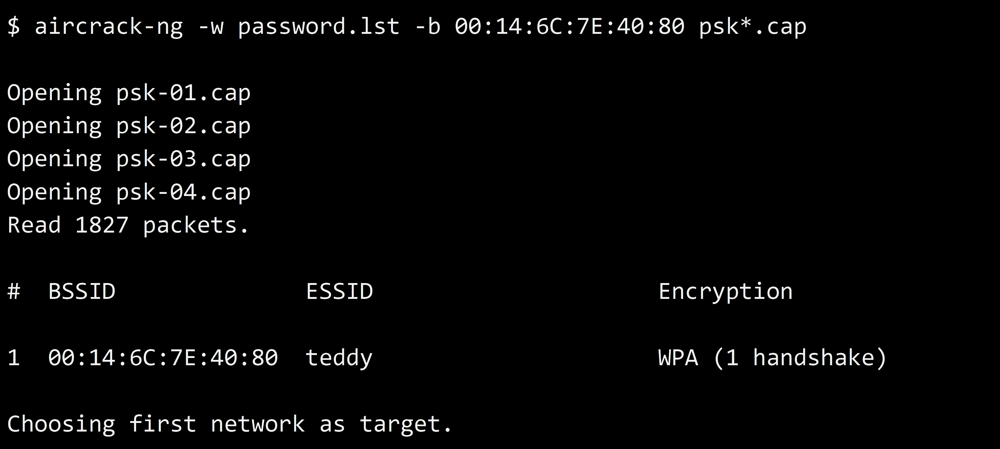 $ aircrack-ng -w password.lst -b 00:14:6C:7E:40:80 psk*.cap
Opening psk-01.cap
Opening psk-02.cap
Opening psk-03.cap
Opening psk-04.cap
Read 1827 packets.
#  BSSID              ESSID                     Encryption
1  00:14:6C:7E:40:80  teddy                     WPA (1 handshake)
Choosing first network as target.